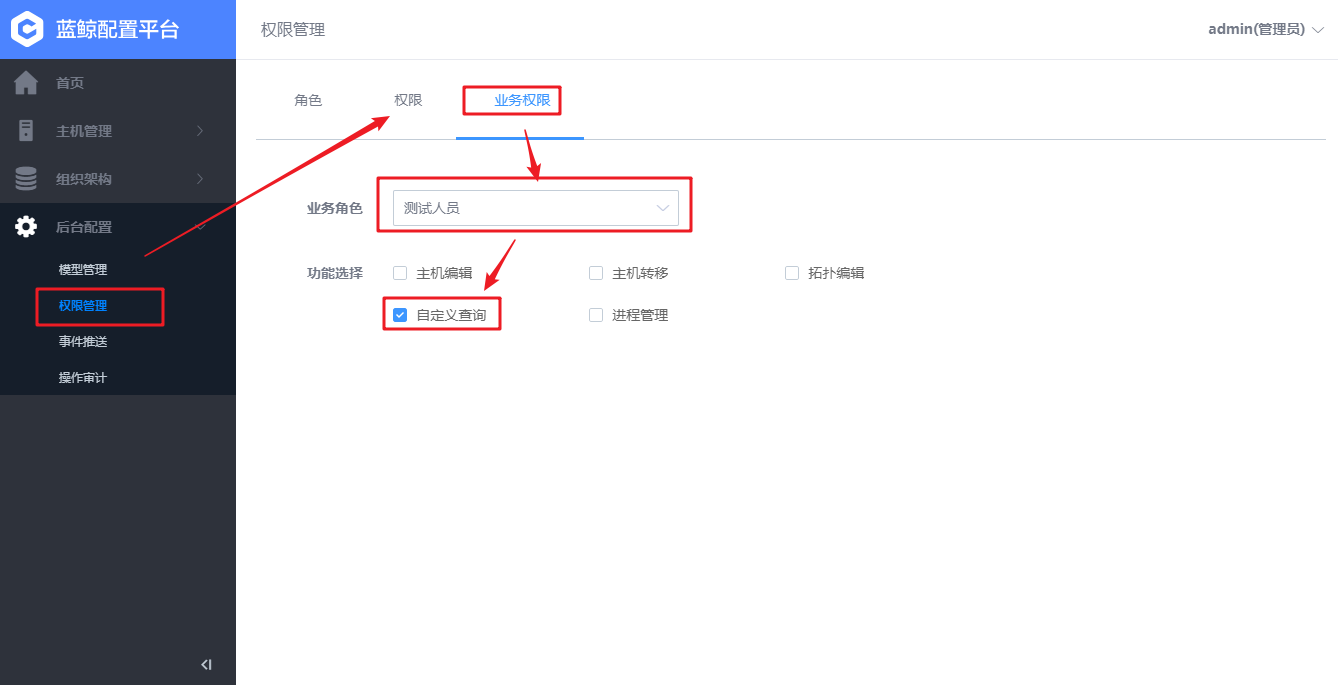 蓝鲸配置平台
首页
主机管理
组织架构
后台配置
模型管理
权限管理
事件推送
操作审计
权限管理
admin(管理员)
角色
权限
业务权限
业务角色
测试人员
功能选择
主机编辑
主机转移
拓扑编辑
自定义查询
进程管理